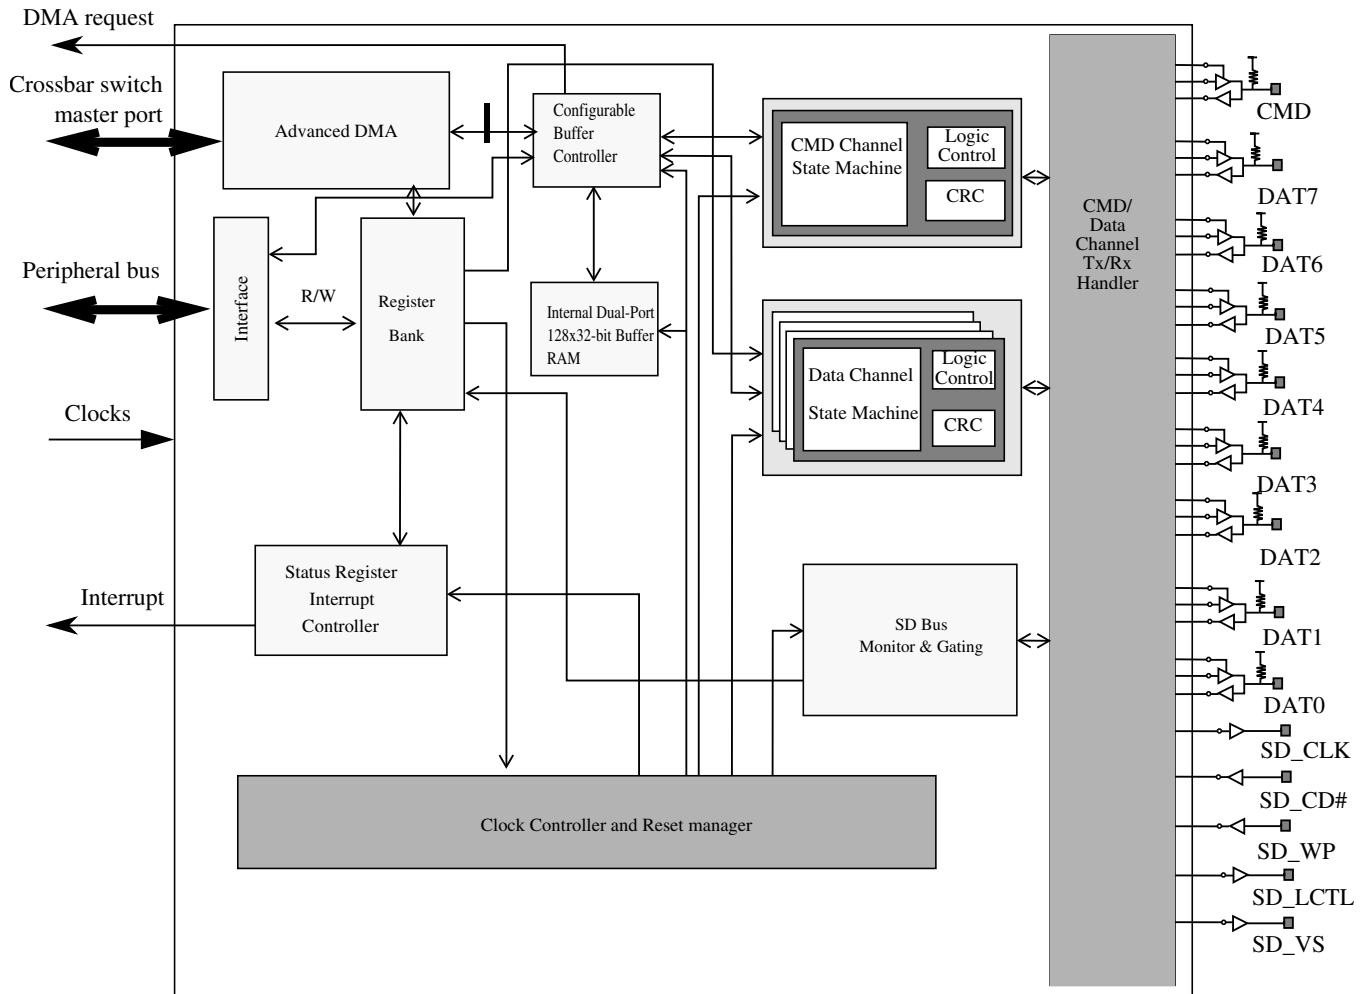 DMA request
Crossbar switch
master port
Advanced DMA
Configurable
Buffer
Controller
CMD Channel
State Machine
Logic
Control
CRC
CMD/
Data
Channel
Tx/Rx
Handler
Peripheral bus
Interface
R/W
Register
Bank
Internal Dual-Port
128x32-bit Buffer
RAM
Data Channel
State Machine
Logic
Control
CRC
Clocks
Interrupt
Status Register
Interrupt
Controller
SD Bus
Monitor & Gating
Clock Controller and Reset manager
CMD
DAT7
DAT6
DAT5
DAT4
DAT3
DAT2
DAT1
DAT0
SD_CLK
SD_CD#
SD_WP
SD_LCTL
SD_VS